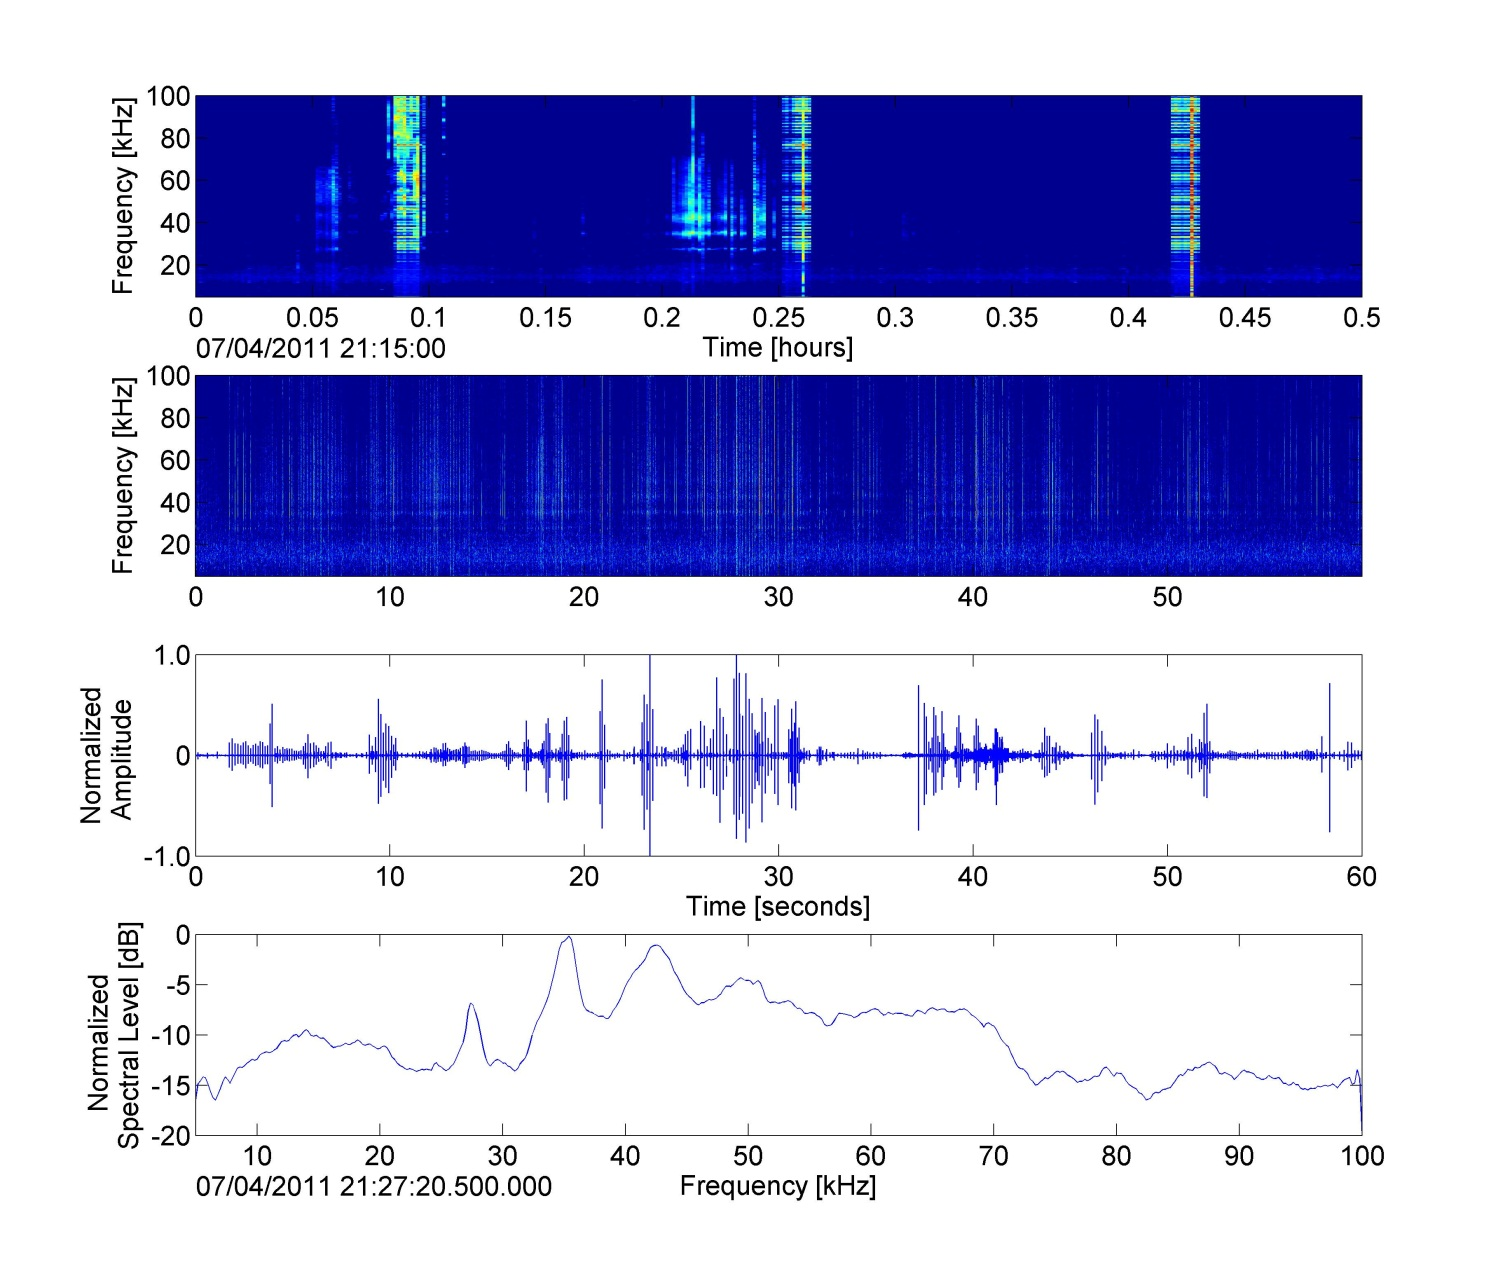 100
80
60
40
20
Frequency [kHz]
0 0.05 0.1 0.15 0.2 0.25 0.3 0.35 0.4 0.45 0.5
07/04/2011 21:15:00 Time [hours]
100
80
60
40
20
Frequency [kHz]
0 10 20 30 40 50
1.0
0
-1.0
Normalized
Amplitude
0 10 20 30 40 50 60
Time [seconds]
0
-5
-10
-15
-20
Normalized
Spectral Level [dB]
10 20 30 40 50 60 70 80 90 100
07/04/2011 21:27:20.500.000 Frequency [kHz]